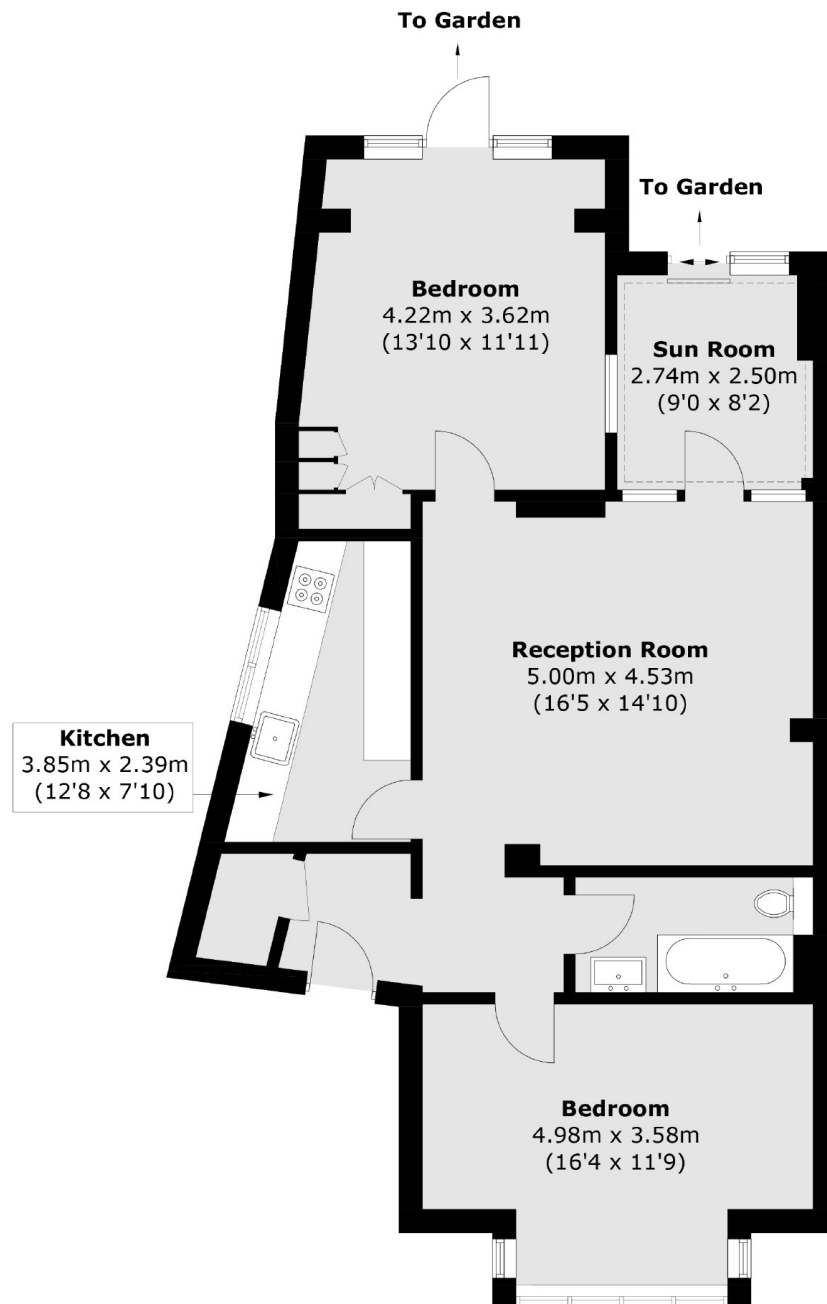 To Garden
To Garden
Bedroom
4.22m x 3.62m
(13'10 x 11'11)
Sun Room
2.74m x 2.50m
(9'0 x 8'2)
Reception Room
5.00m x 4.53m
(16'5 x 14'10)
Kitchen
3.85m x 2.39m
(12'8 x 7'10)
Bedroom
4.98m x 3.58m
(16'4 x 11'9)